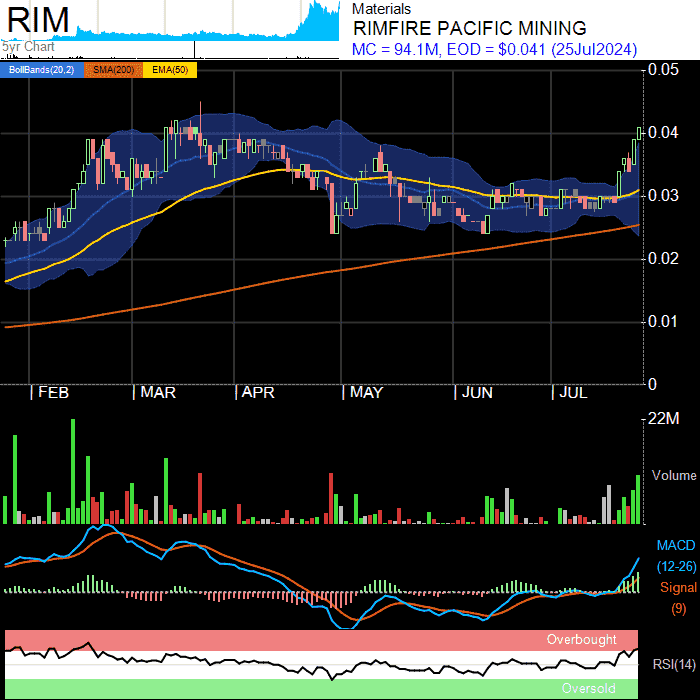 RIM
5yr Chart
Materials
RIMFIRE PACIFIC MINING
MC = 94.1M, EOD = $0.041 (25Jul2024)
BollBands(20,2) SMA(200) EMA(50)
0.05
0.04
0.03
0.02
0.01
0
| FEB | MAR | APR | MAY | JUN | JUL
22M
Volume
MACD
(12-26)
Signal
(9)
Overbought
RSI(14)
Oversold